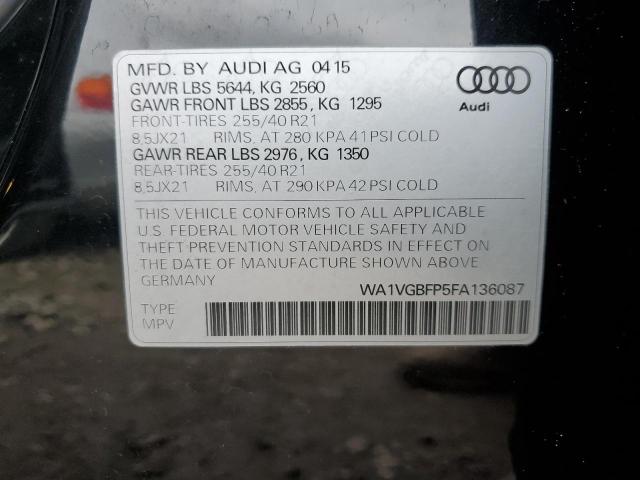 MFD. BY AUDI AG 04 15
GVWR LBS 5644, KG 2560
GAWR FRONT LBS 2855, KG 1295
FRONT-TIRES 255/40 R21
8,5JX21 RIMS, AT 280 KPA 41 PSI COLD
GAWR REAR LBS 2976, KG 1350
REAR-TIRES 255/40 R21
8,5JX21 RIMS, AT 290 KPA 42 PSI COLD
Audi
THIS VEHICLE CONFORMS TO ALL APPLICABLE
U.S. FEDERAL MOTOR VEHICLE SAFETY AND
THEFT PREVENTION STANDARDS IN EFFECT ON
THE DATE OF MANUFACTURE SHOWN ABOVE
GERMANY
WA1VGBFP5FA136087
TYPE
MPV